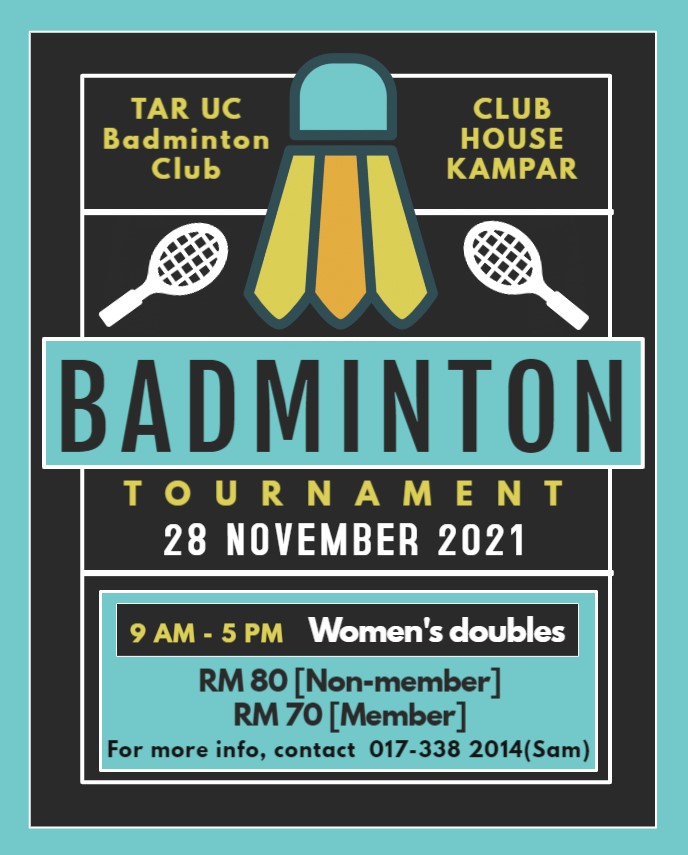 TAR UC
Badminton
Club
CLUB
HOUSE
KAMPAR
BADMINTON
TOURNAMENT
28 NOVEMBER 2021
9 AM - 5 PM Women's doubles
RM 80 [Non-member]
RM 70 [Member]
For more info, contact 017-338 2014(Sam)